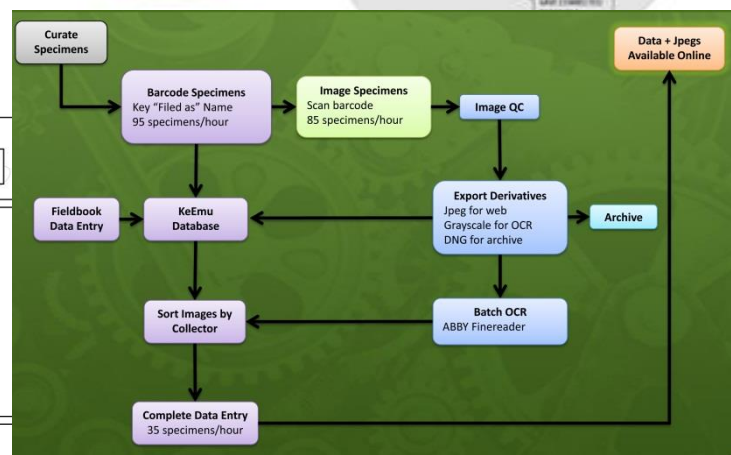 Curate
Specimens
Data + Jpegs
Available Online
Barcode Specimens
Key "Filed as" Name
95 specimens/hour
Image Specimens
Scan barcode
85 specimens/hour
Image QC
Fieldbook
Data Entry
KeEmu
Database
Export Derivatives
Jpeg for web
Grayscale for OCR
DNG for archive
Archive
Sort Images by
Collector
Batch OCR
ABBY Finereader
Complete Data Entry
35 specimens/hour